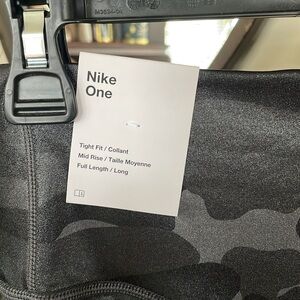 Nike
One
Tight Fit / Collant
Mid Rise / Taille Moyenne
Full Length / Long